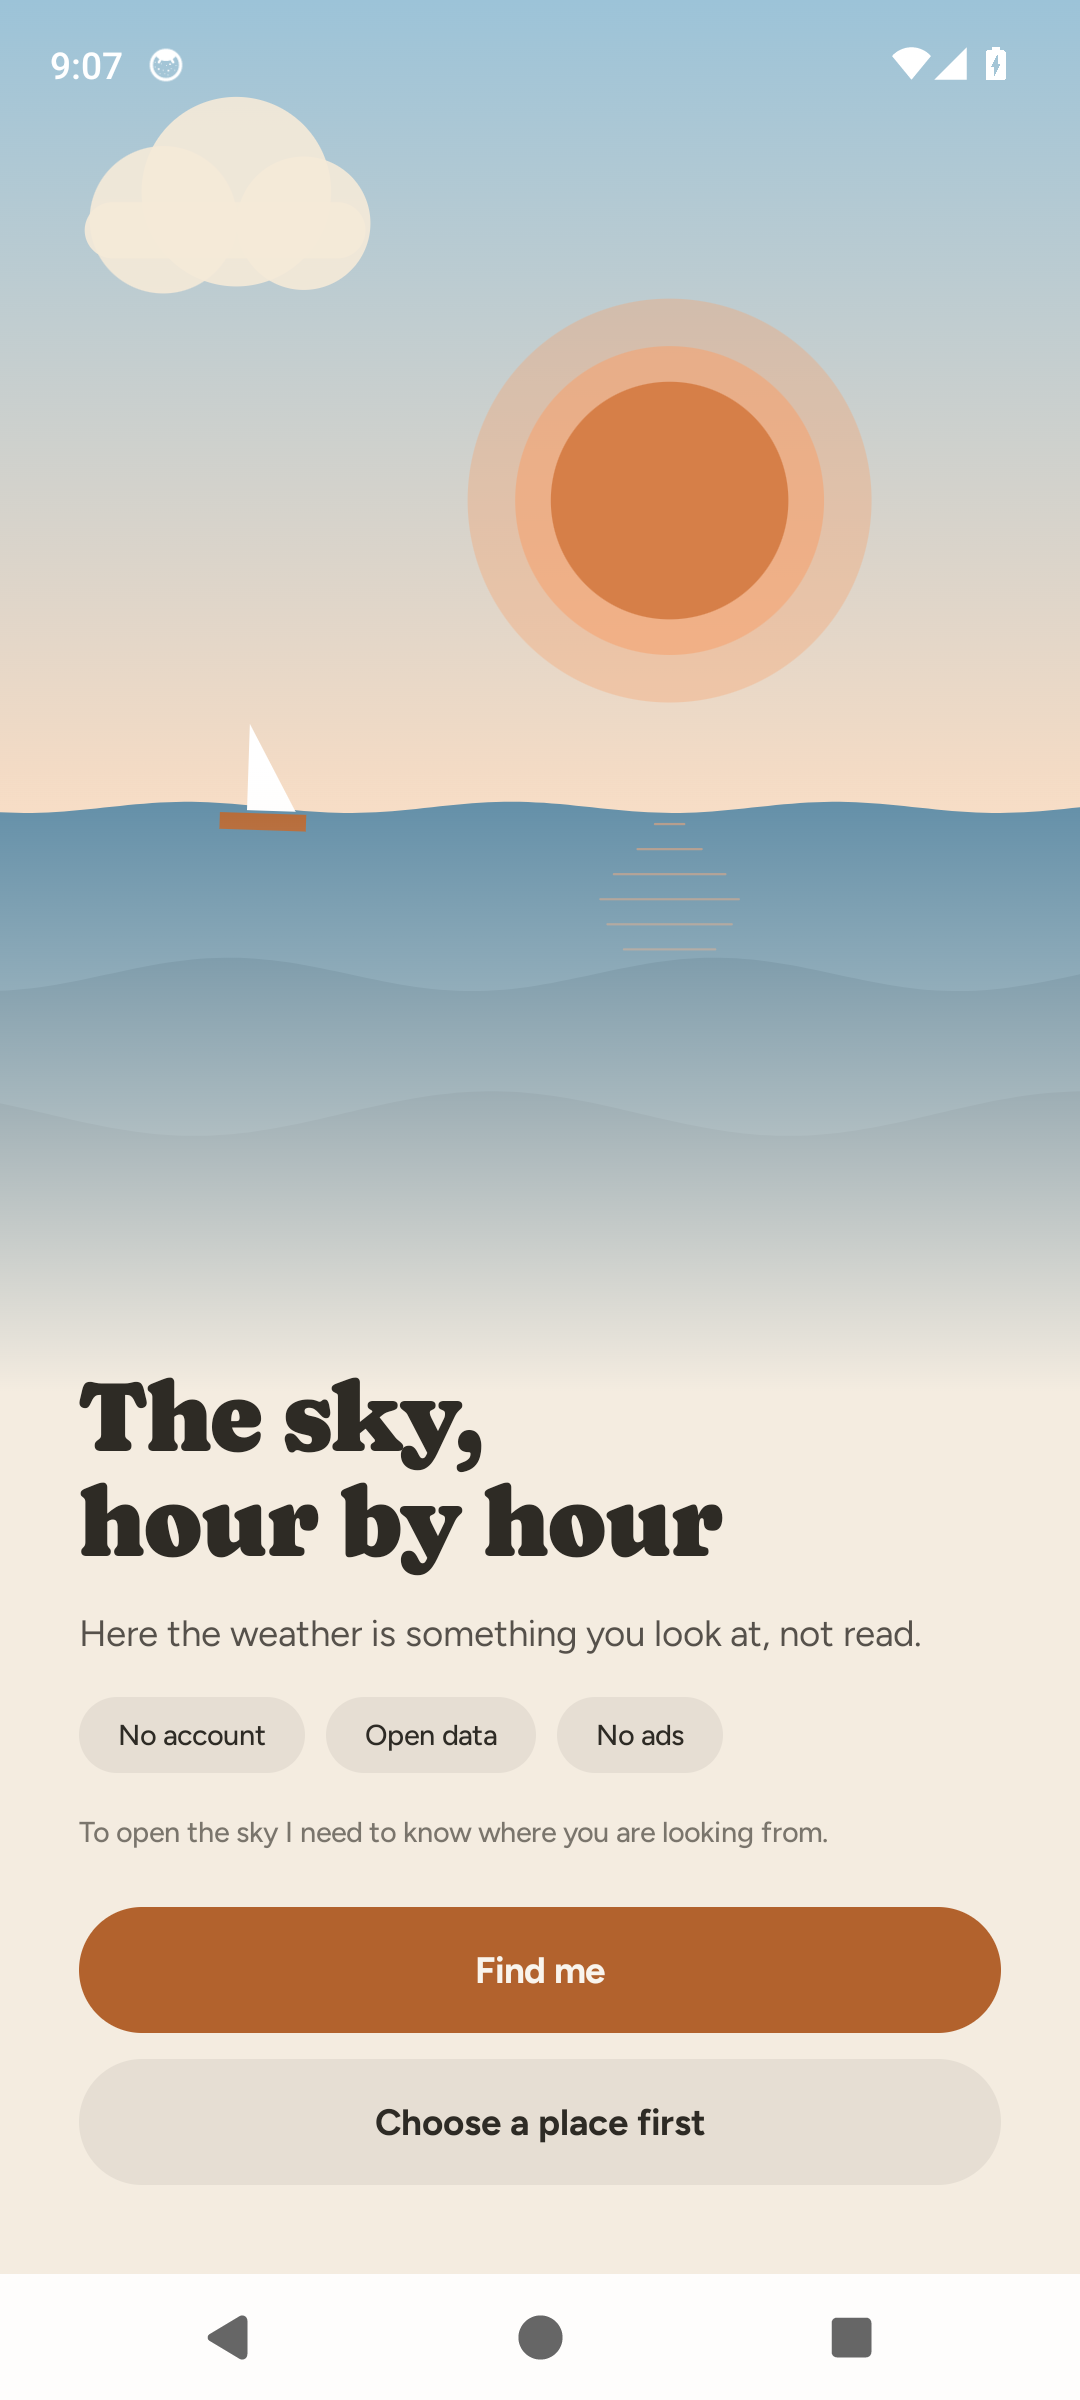 9:07
The sky,
hour by hour
Here the weather is something you look at, not read.
No account
Open data
No ads
To open the sky I need to know where you are looking from.
Find me
Choose a place first